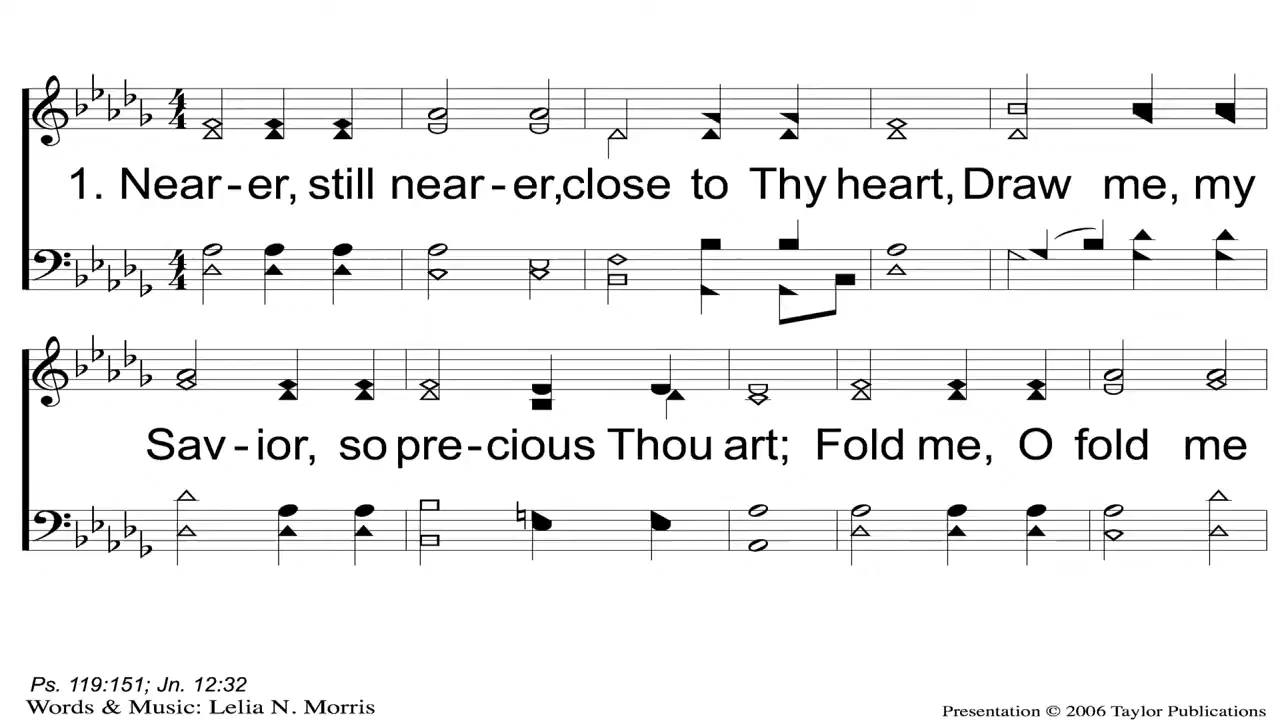 1. Near-er, still near-er,close to Thy heart, Draw me, my
Sav-ior, so pre-cious Thou art; Fold me, O fold me
Ps. 119:151; Jn. 12:32
Words & Music: Lelia N. Morris
Presentation © 2006 Taylor Publications